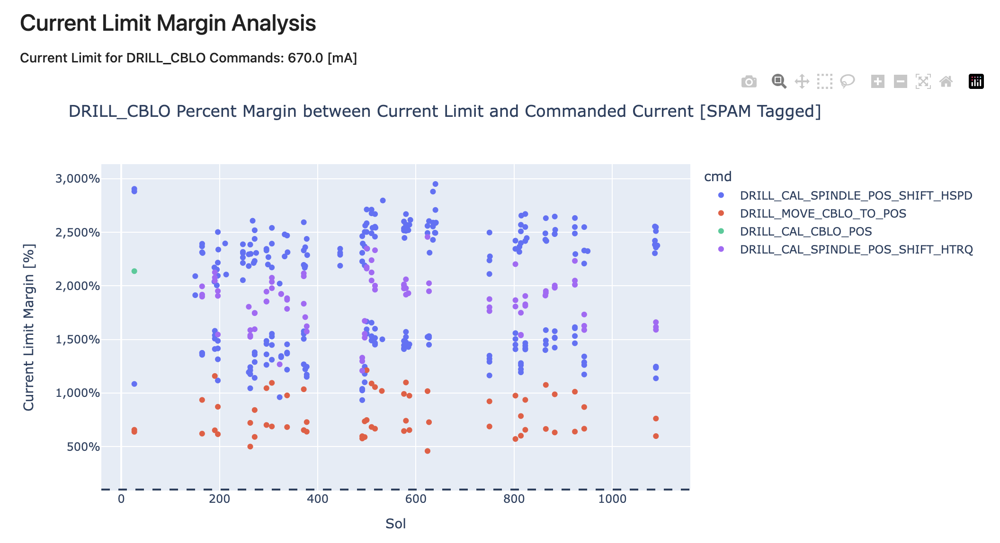 Current Limit Margin Analysis
Current Limit for DRILL_CBLO Commands: 670.0 [mA]
DRILL_CBLO Percent Margin between Current Limit and Commanded Current [SPAM Tagged]
3,000%
2,500%
2,000%
1,500%
1,000%
500%
Current Limit Margin [%]
0 200 400 600 800 1000
Sol
cmd
DRILL_CAL_SPINDLE_POS_SHIFT_HSPD
DRILL_MOVE_CBLO_TO_POS
DRILL_CAL_CBLO_POS
DRILL_CAL_SPINDLE_POS_SHIFT_HTRQ